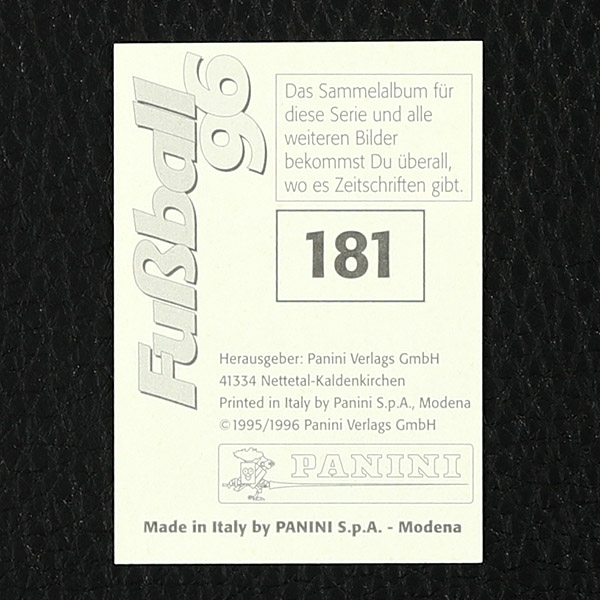 Fußball
96
Das Sammelalbum für
diese Serie und alle
weiteren Bilder
bekommst Du überall,
wo es Zeitschriften gibt.
181
Herausgeber: Panini Verlags GmbH
41334 Nettetal-Kaldenkirchen
Printed in Italy by Panini S.p.A., Modena
©1995/1996 Panini Verlags GmbH
PANINI
Made in Italy by PANINI S.p.A. - Modena